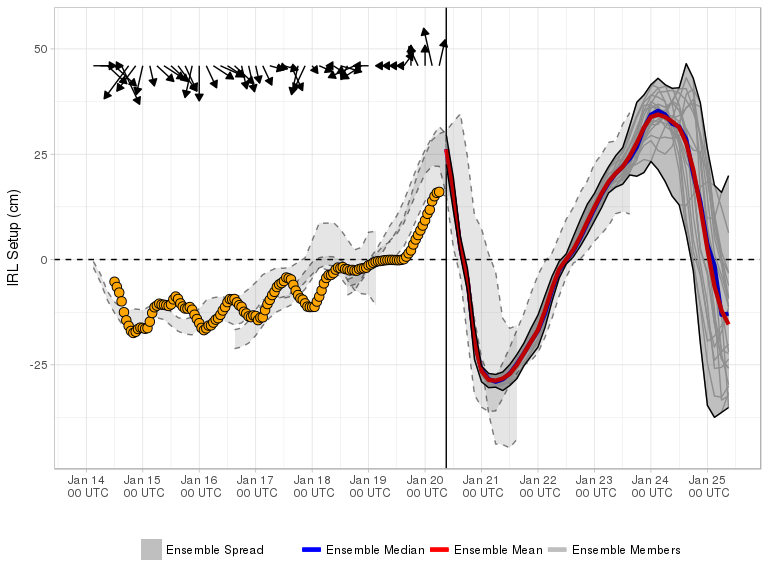 IRL Setup (cm)
50
25
0
-25
Jan 14 Jan 15 Jan 16 Jan 17 Jan 18 Jan 19 Jan 20 Jan 21 Jan 22 Jan 23 Jan 24 Jan 25
00 UTC 00 UTC 00 UTC 00 UTC 00 UTC 00 UTC 00 UTC 00 UTC 00 UTC 00 UTC 00 UTC 00 UTC
Ensemble Spread Ensemble Median Ensemble Mean Ensemble Members